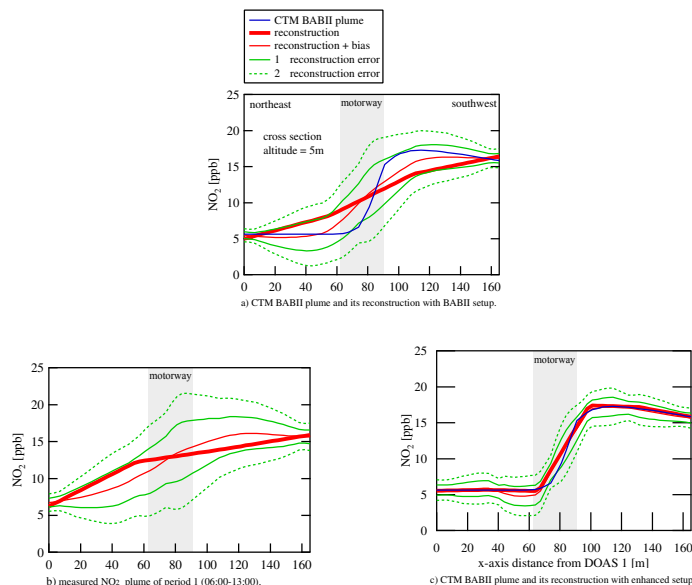 CTM BABII plume
reconstruction
reconstruction + bias
1 reconstruction error
2 reconstruction error
25
20
15
10
5
0
NO2 [ppb]
northeast
motorway
southwest
cross section
altitude = 5m
0 20 40 60 80 100 120 140 160
a) CTM BABII plume and its reconstruction with BABII setup.
25
20
15
10
5
0
NO2 [ppb]
motorway
0 20 40 60 80 100 120 140 160
b) measured NO2 plume of period 1 (06:00-13:00).
25
20
15
10
5
0
NO2 [ppb]
motorway
0 20 40 60 80 100 120 140 160
x-axis distance from DOAS 1 [m]
c) CTM BABII plume and its reconstruction with enhanced setup